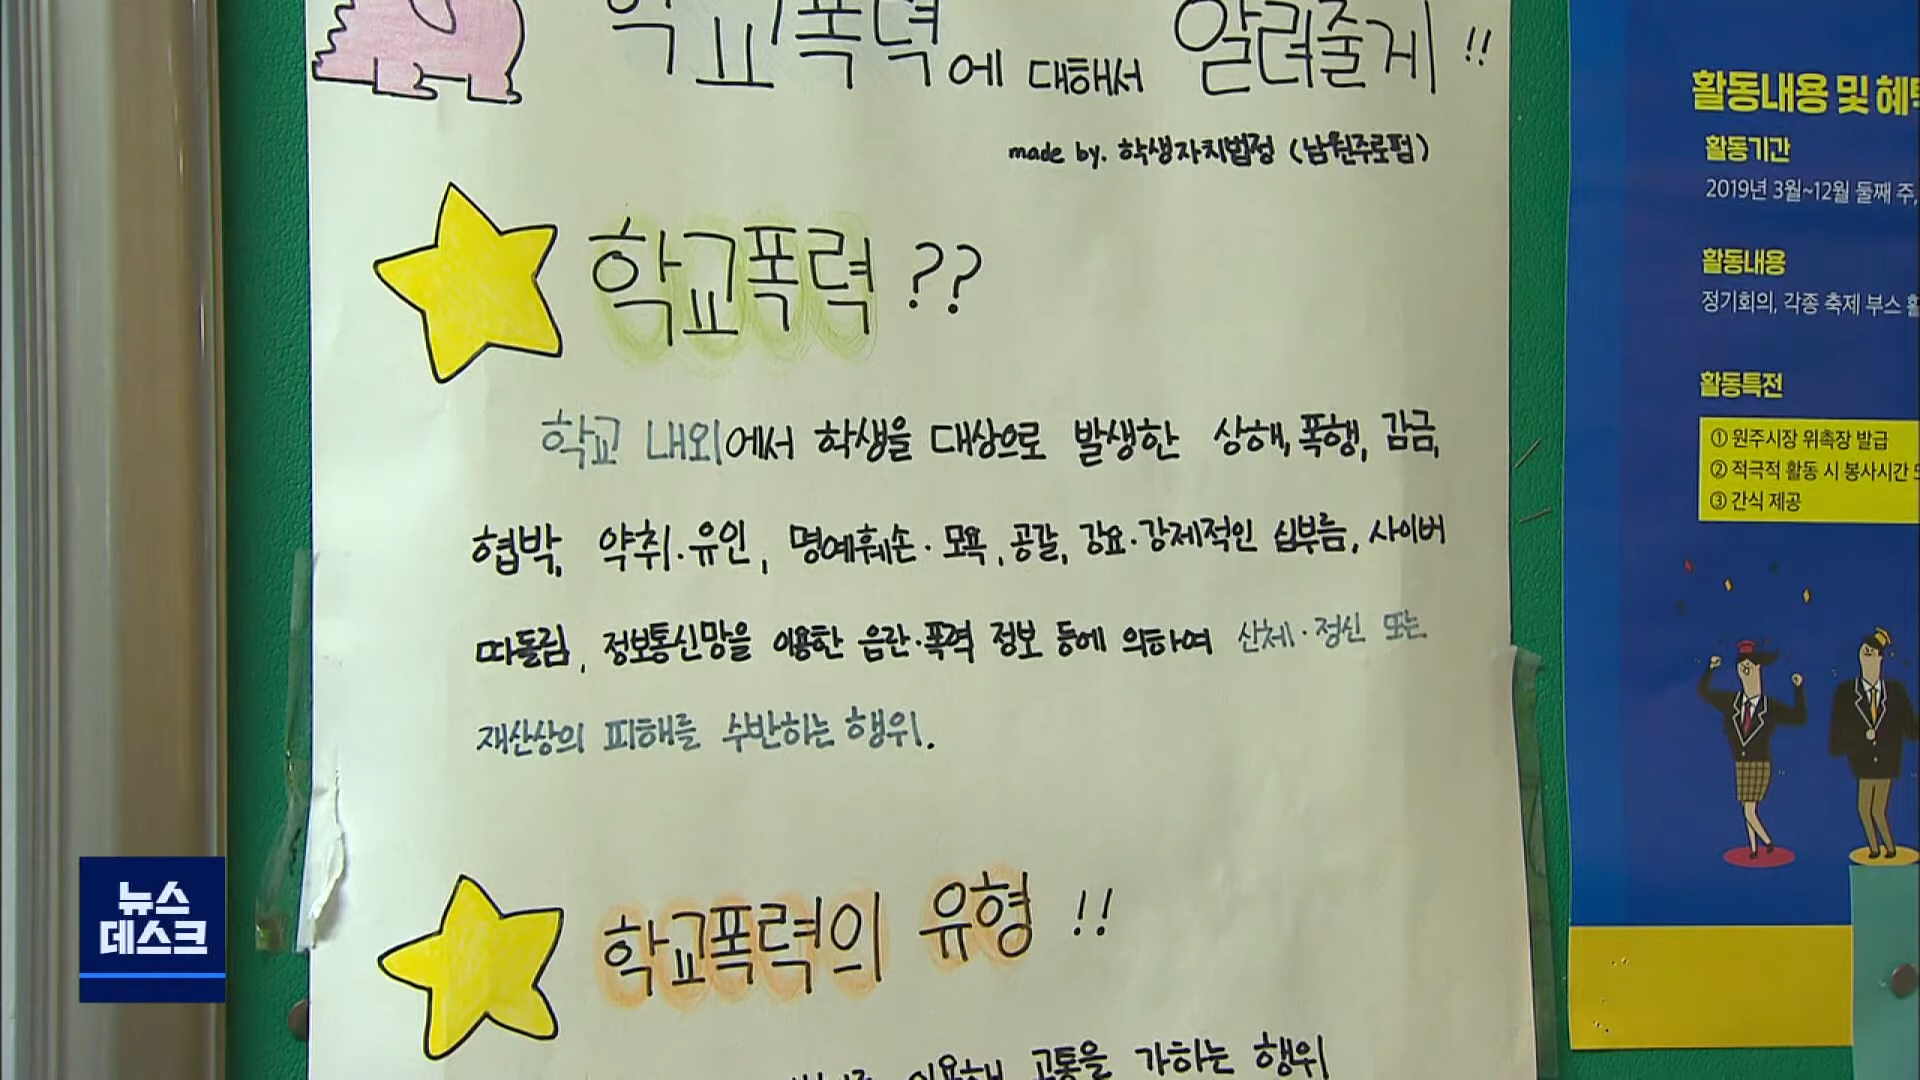 학교폭력에 대해서 알려줄게!!
made by. 학생자치법정 (남원주로펌)
학교폭력??
학교 내외에서 학생을 대상으로 발생한 상해, 폭행, 감금,
협박, 약취·유인, 명예훼손·모욕, 공갈, 강요·강제적인 심부름, 사이버
따돌림, 정보통신망을 이용한 음란·폭력 정보 등에 의하여 신체·정신 또는
재산상의 피해를 수반하는 행위.
학교폭력의 유형!!
이용해 고통을 가하는 행위
활동내용 및 혜택
활동기간
2019년 3월~12월 둘째 주,
활동내용
정기회의, 각종 축제 부스 활
활동특전
① 원주시장 위촉장 발급
② 적극적 활동 시 봉사시간
③ 간식 제공
뉴스
데스크